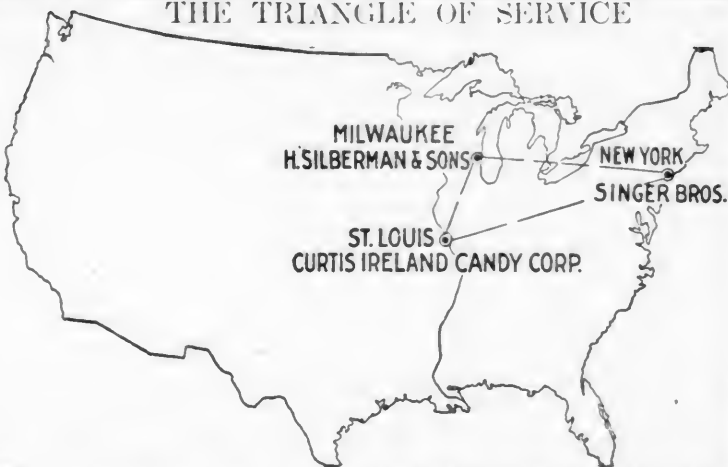 THE TRIANGLE OF SERVICE
MILWAUKEE
H. SILBERMAN & SONS
NEW YORK
SINGER BROS.
ST. LOUIS
CURTIS IRELAND CANDY CORP.